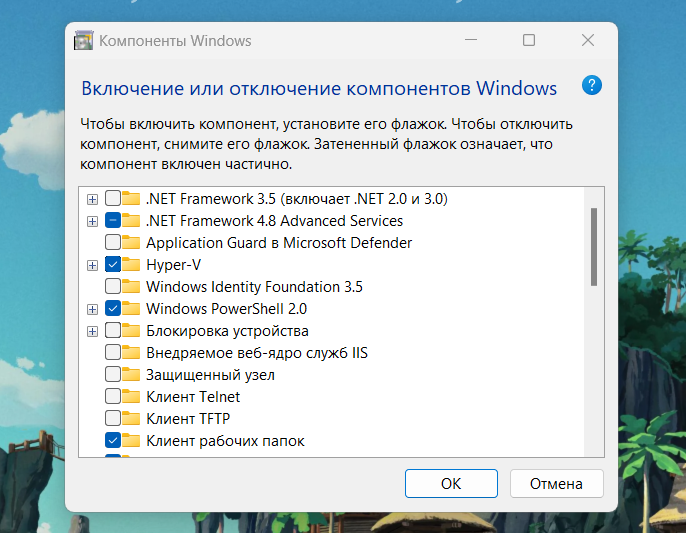 Компоненты Windows
Включение или отключение компонентов Windows
?
Чтобы включить компонент, установите его флажок. Чтобы отключить
компонент, снимите его флажок. Затененный флажок означает, что
компонент включен частично.
.NET Framework 3.5 (включает .NET 2.0 и 3.0)
.NET Framework 4.8 Advanced Services
Application Guard в Microsoft Defender
Hyper-V
Windows Identity Foundation 3.5
Windows PowerShell 2.0
Блокировка устройства
Внедряемое веб-ядро служб IIS
Защищенный узел
Клиент Telnet
Клиент TFTP
Клиент рабочих папок
ОК
Отмена